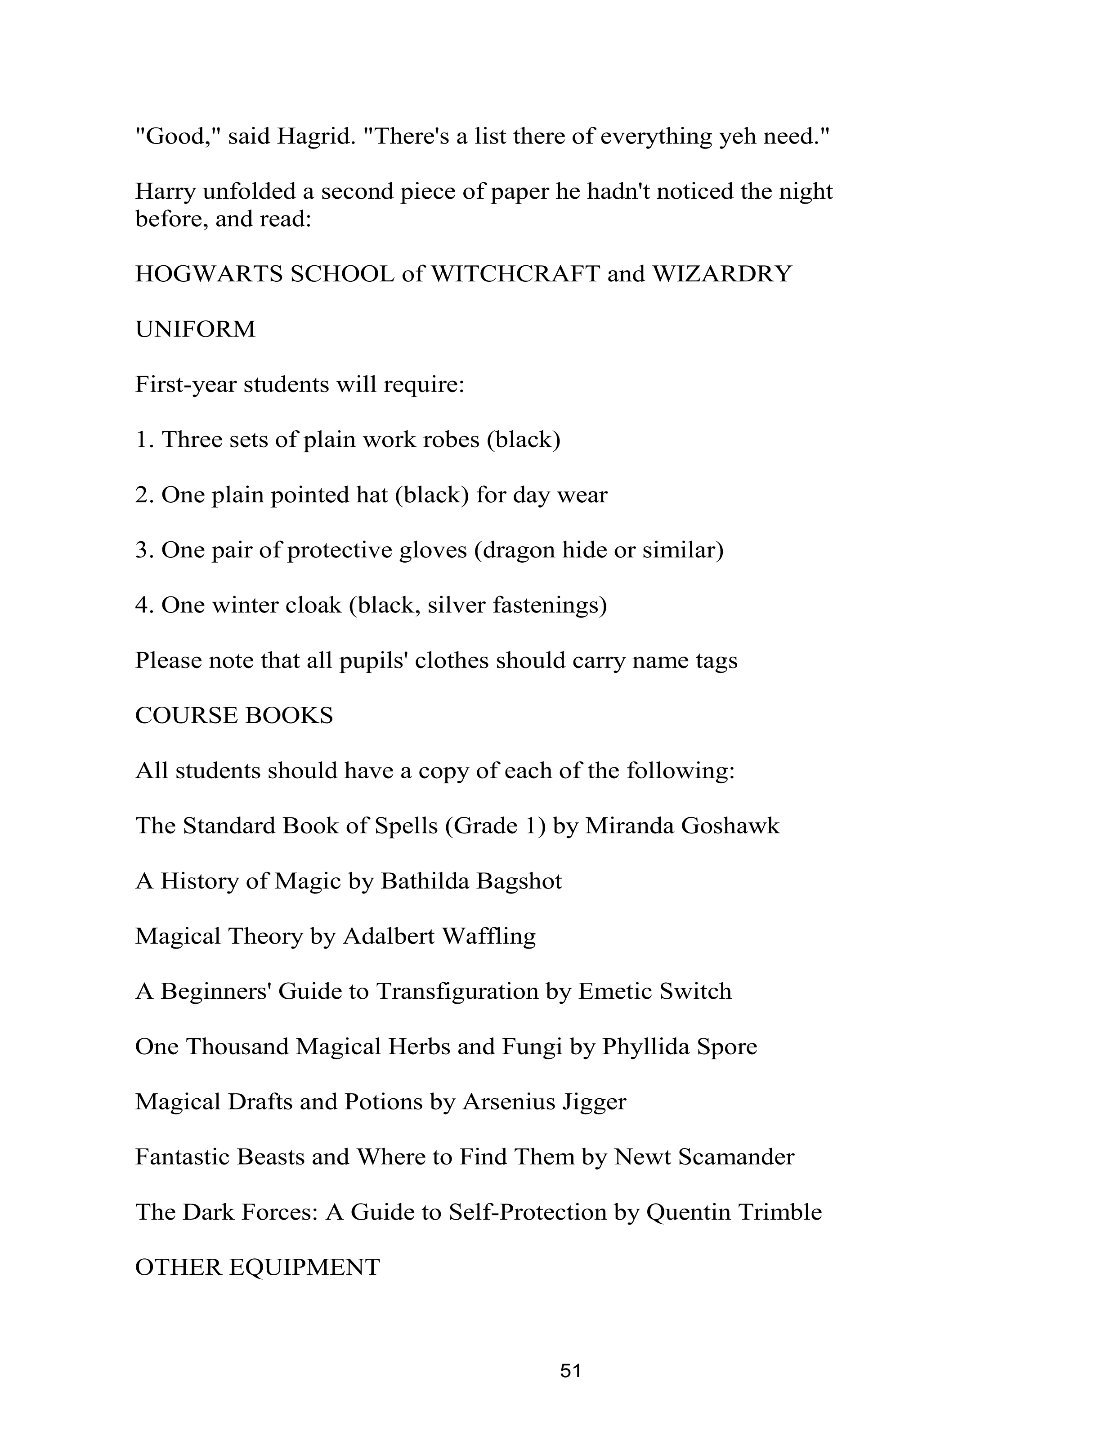 "Good," said Hagrid. "There's a list there of everything yeh need."
Harry unfolded a second piece of paper he hadn't noticed the night
before, and read:
HOGWARTS SCHOOL of WITCHCRAFT and WIZARDRY
UNIFORM
First-year students will require:
1. Three sets of plain work robes (black)
2. One plain pointed hat (black) for day wear
3. One pair of protective gloves (dragon hide or similar)
4. One winter cloak (black, silver fastenings)
Please note that all pupils' clothes should carry name tags
COURSE BOOKS
All students should have a copy of each of the following:
The Standard Book of Spells (Grade 1) by Miranda Goshawk
A History of Magic by Bathilda Bagshot
Magical Theory by Adalbert Waffling
A Beginners' Guide to Transfiguration by Emetic Switch
One Thousand Magical Herbs and Fungi by Phyllida Spore
Magical Drafts and Potions by Arsenius Jigger
Fantastic Beasts and Where to Find Them by Newt Scamander
The Dark Forces: A Guide to Self-Protection by Quentin Trimble
OTHER EQUIPMENT
51